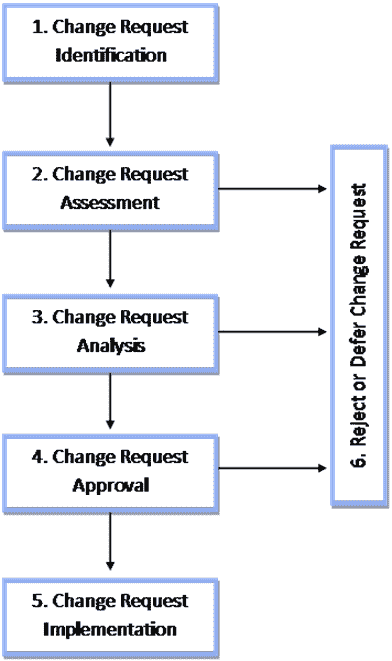 1. Change Request
Identification
2. Change Request
Assessment
3. Change Request
Analysis
4. Change Request
Approval
5. Change Request
Implementation
6. Reject or Defer Change Request